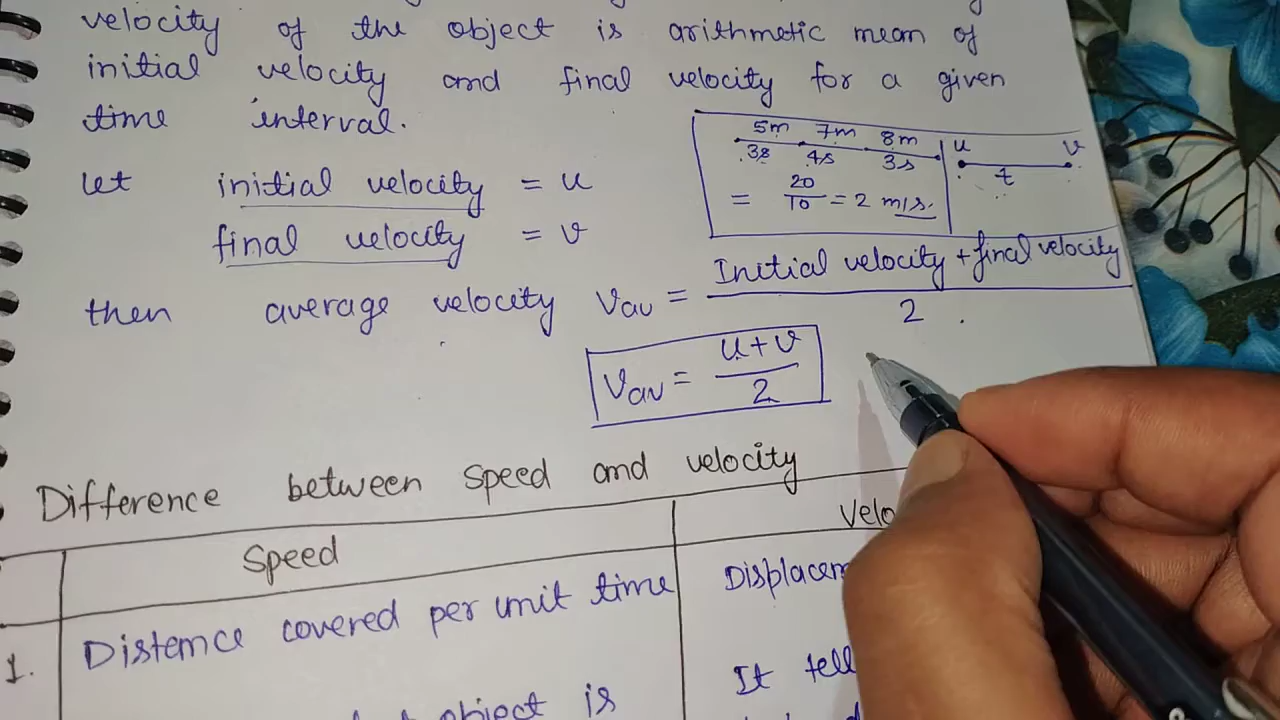 velocity of the object is arithmetic mean of
initial velocity and final velocity for a given
time interval.
5m 7m 8m
3s 4s 3s
= 20/10 = 2 m/s.
u v
t
let initial velocity = u
final velocity = v
then average velocity Vav = Initial velocity + final velocity / 2
Vav = u+v / 2
Difference between Speed and velocity
Speed
Velo
1. Distance covered per unit time
Displacem
It tell
object is